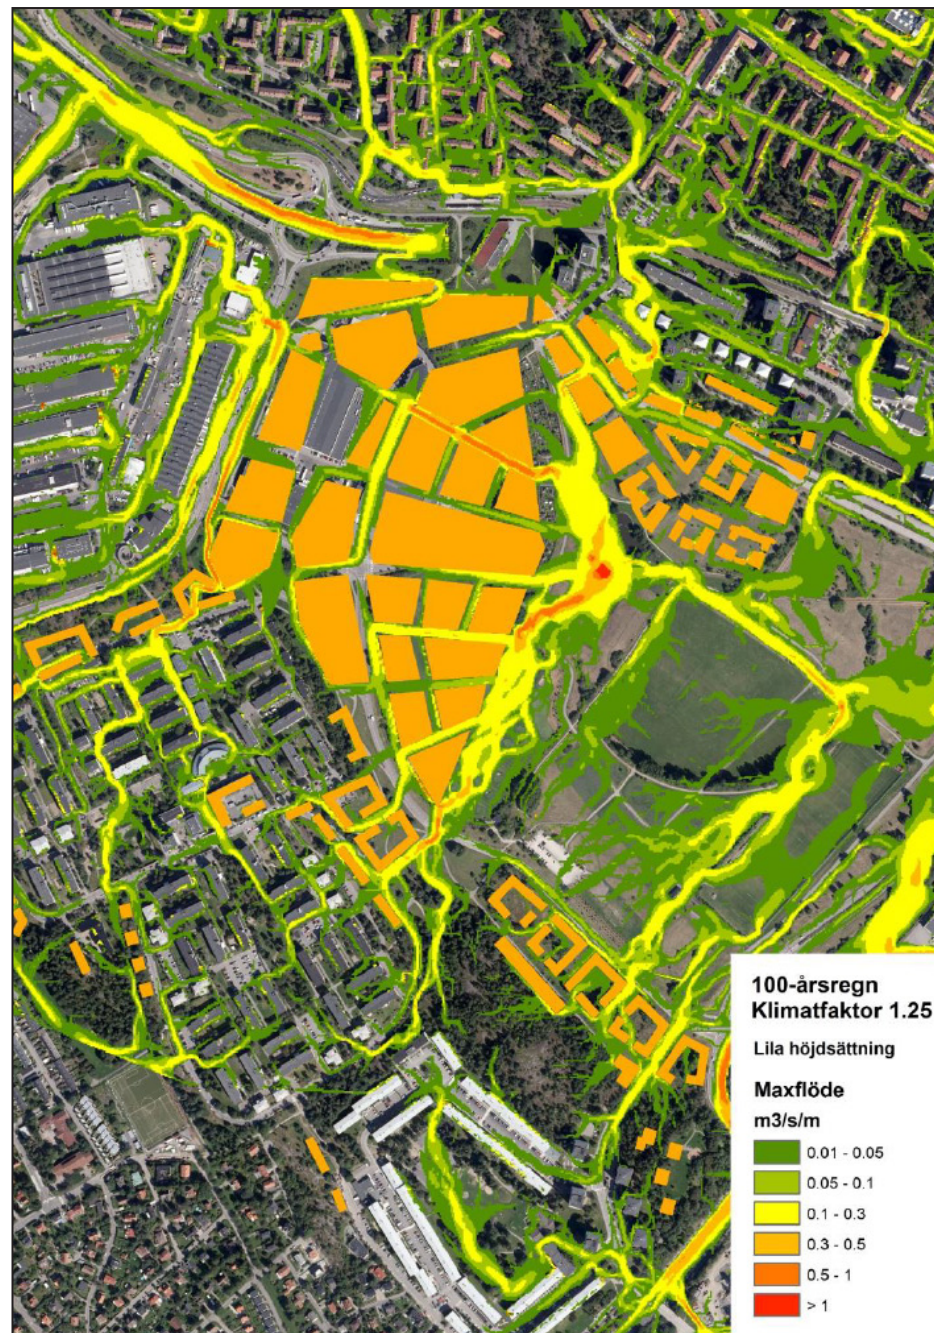 100-årsregn
Klimatfaktor 1.25
Lila höjdsättning
Maxflöde
m3/s/m
0.01 - 0.05
0.05 - 0.1
0.1 - 0.3
0.3 - 0.5
0.5 - 1
> 1